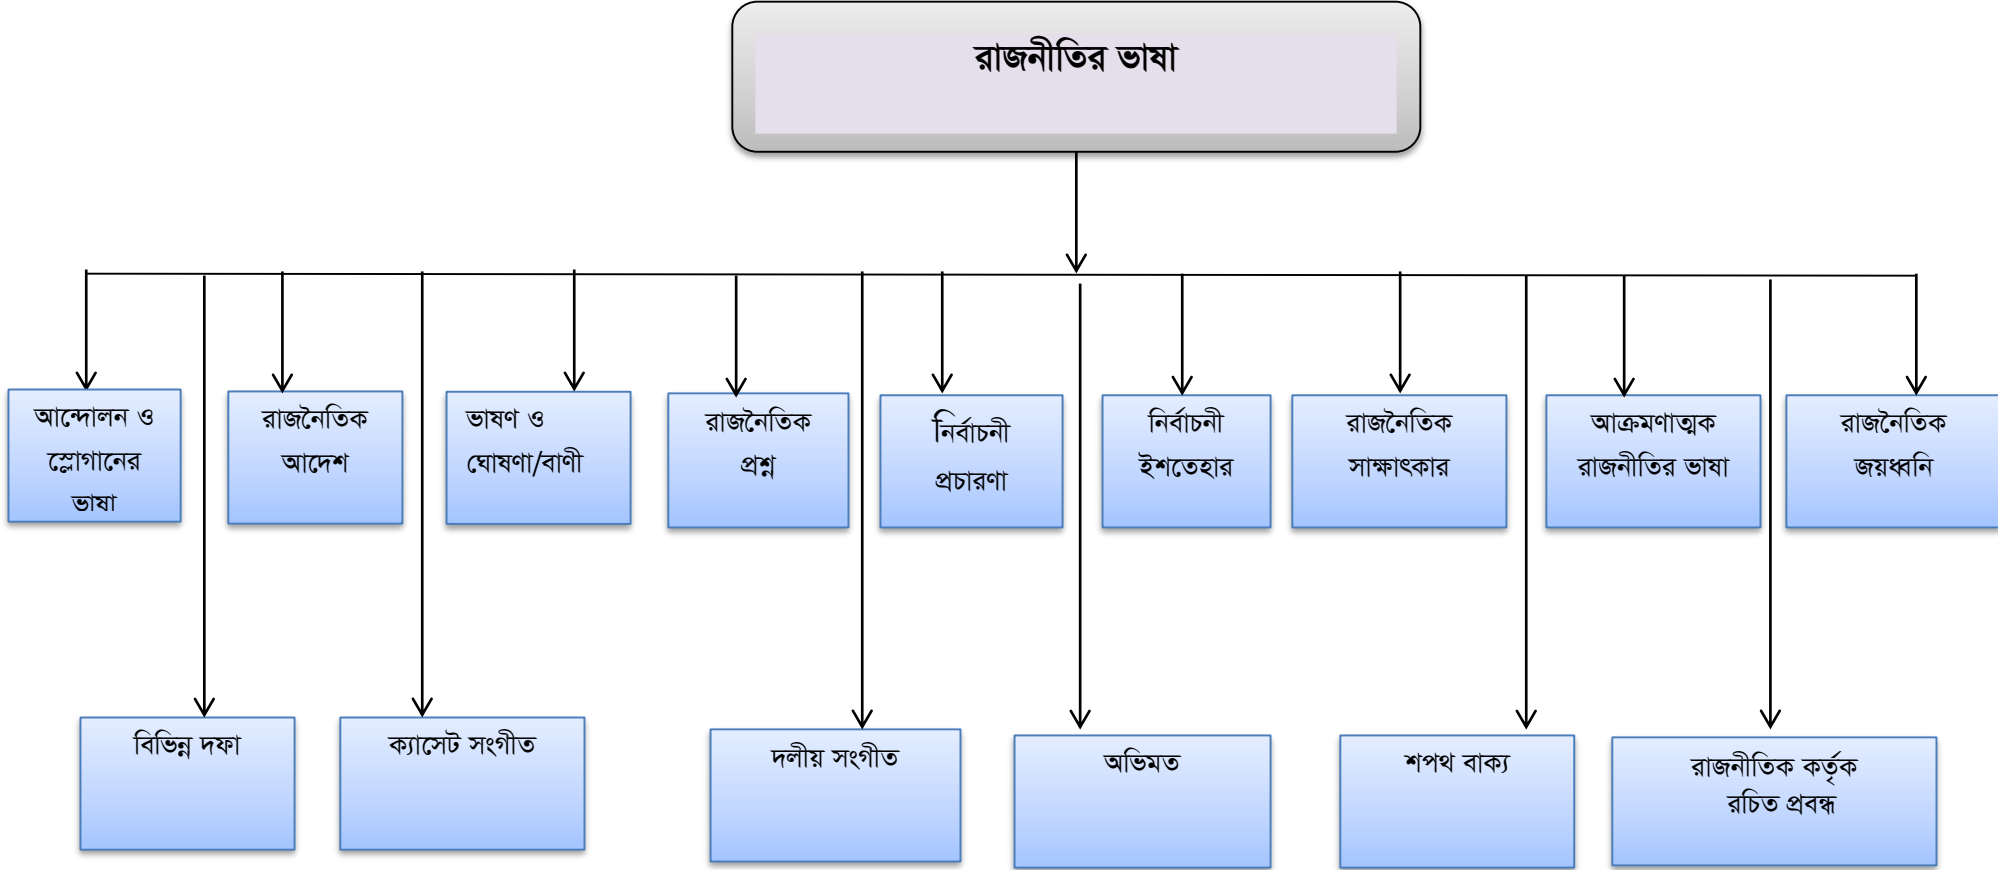 রাজনীতির ভাষা
আন্দোলন ও
স্লোগানের
ভাষা
রাজনৈতিক
আদেশ
ভাষণ ও
ঘোষণা/বাণী
রাজনৈতিক
প্রশ্ন
নির্বাচনী
প্রচারণা
নির্বাচনী
ইশতেহার
রাজনৈতিক
সাক্ষাৎকার
আক্রমণাত্মক
রাজনীতির ভাষা
রাজনৈতিক
জয়ধ্বনি
বিভিন্ন দফা
ক্যাসেট সংগীত
দলীয় সংগীত
অভিমত
শপথ বাক্য
রাজনীতিক কর্তৃক
রচিত প্রবন্ধ